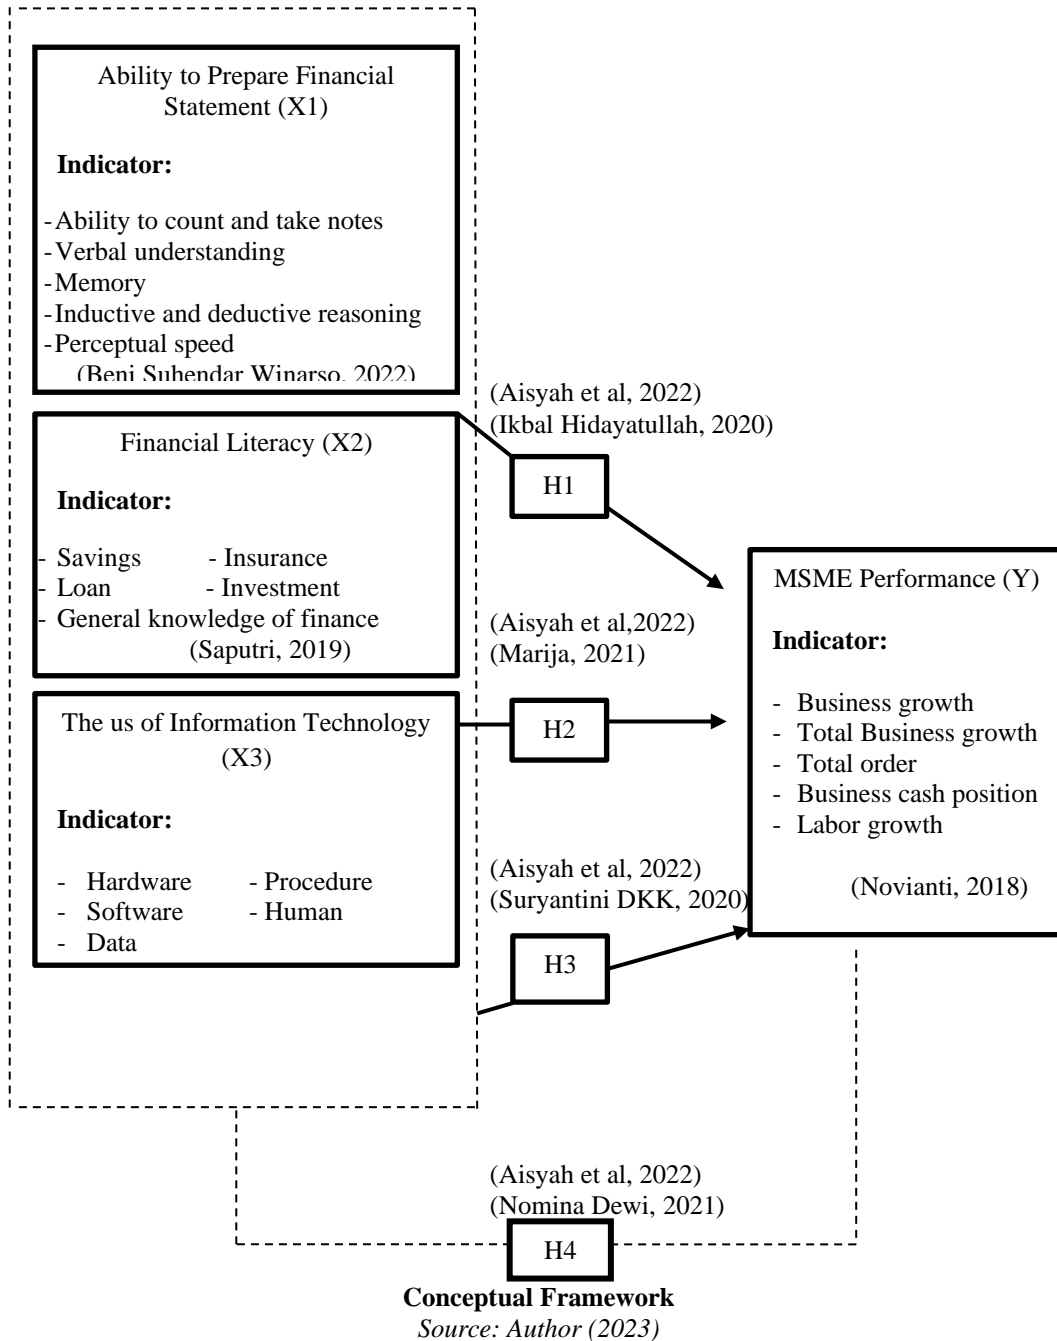 Ability to Prepare Financial
Statement (X1)
Indicator:
-Ability to count and take notes
-Verbal understanding
-Memory
-Inductive and deductive reasoning
-Perceptual speed
(Beni Suhendar Winarso, 2022)
Financial Literacy (X2)
Indicator:
- Savings - Insurance
- Loan - Investment
- General knowledge of finance
(Saputri, 2019)
The us of Information Technology
(X3)
Indicator:
- Hardware - Procedure
- Software - Human
- Data
(Aisyah et al, 2022)
(Ikbal Hidayatullah, 2020)
H1
(Aisyah et al,2022)
(Marija, 2021)
H2
(Aisyah et al, 2022)
(Suryantini DKK, 2020)
H3
MSME Performance (Y)
Indicator:
- Business growth
- Total Business growth
- Total order
- Business cash position
- Labor growth
(Novianti, 2018)
(Aisyah et al, 2022)
(Nomina Dewi, 2021)
H4
Conceptual Framework
Source: Author (2023)